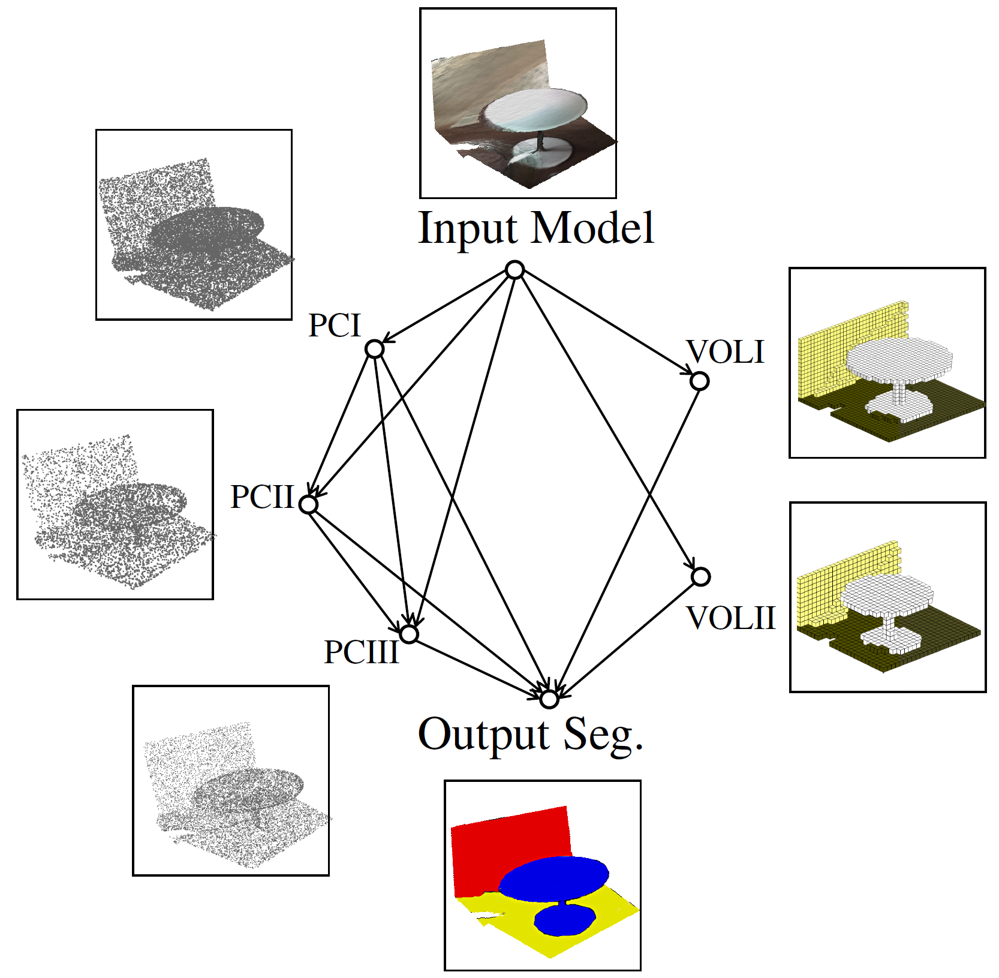 Input Model
PCI
VOLI
PCII
VOLII
PCIII
Output Seg.